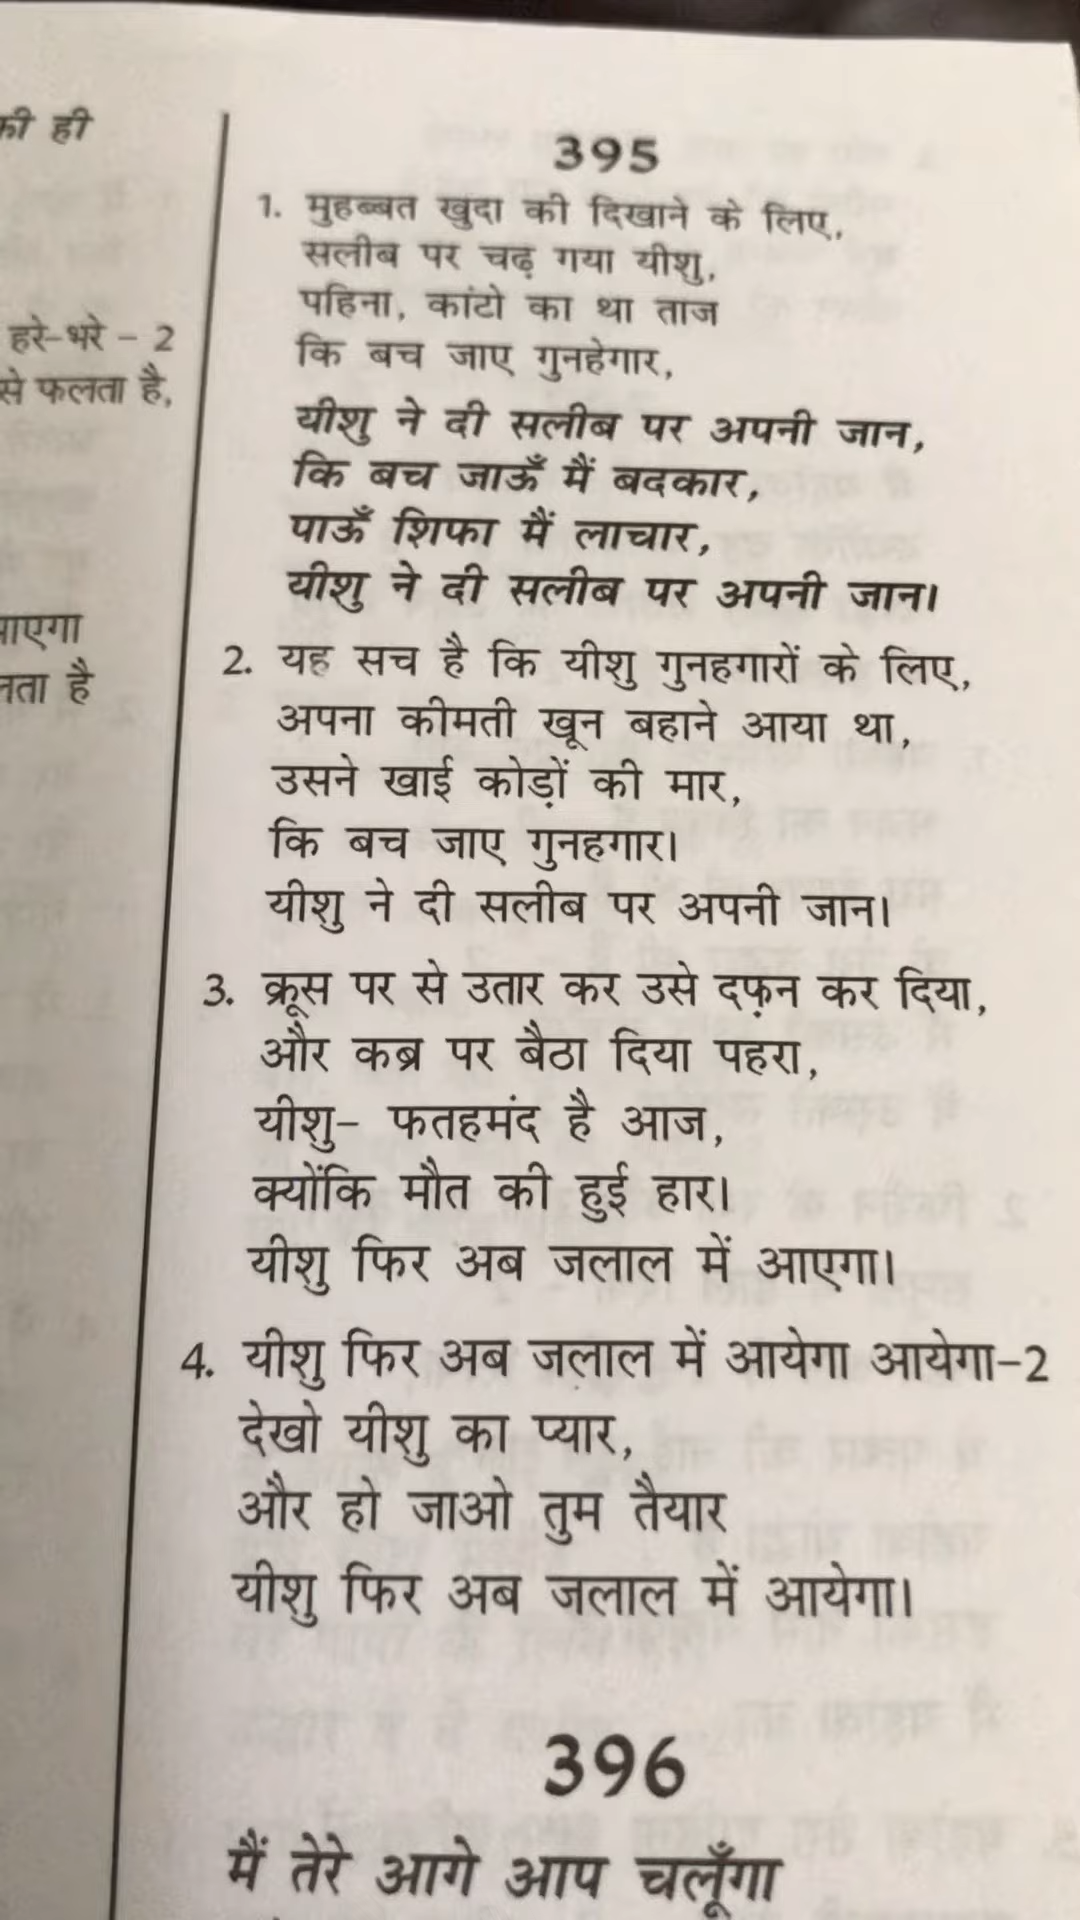 की ही
हरे-भरे - 2
से फलता है,
है
395
1. मुहब्बत खुदा की दिखाने के लिए,
सलीब पर चढ़ गया यीशु,
पहिना, कांटो का था ताज
कि बच जाए गुनहेगार,
यीशु ने दी सलीब पर अपनी जान,
कि बच जाऊँ मैं बदकार,
पाऊँ शिफा मैं लाचार,
यीशु ने दी सलीब पर अपनी जान।
2. यह सच है कि यीशु गुनहगारों के लिए,
अपना कीमती खून बहाने आया था,
उसने खाई कोड़ों की मार,
कि बच जाए गुनहगार।
यीशु ने दी सलीब पर अपनी जान।
3. क्रूस पर से उतार कर उसे दफ़न कर दिया,
और कब्र पर बैठा दिया पहरा,
यीशु- फतहमंद है आज,
क्योंकि मौत की हुई हार।
यीशु फिर अब जलाल में आएगा।
4. यीशु फिर अब जलाल में आयेगा आयेगा-2
देखो यीशु का प्यार,
और हो जाओ तुम तैयार
यीशु फिर अब जलाल में आयेगा।
396
मैं तेरे आगे आप चलूँगा